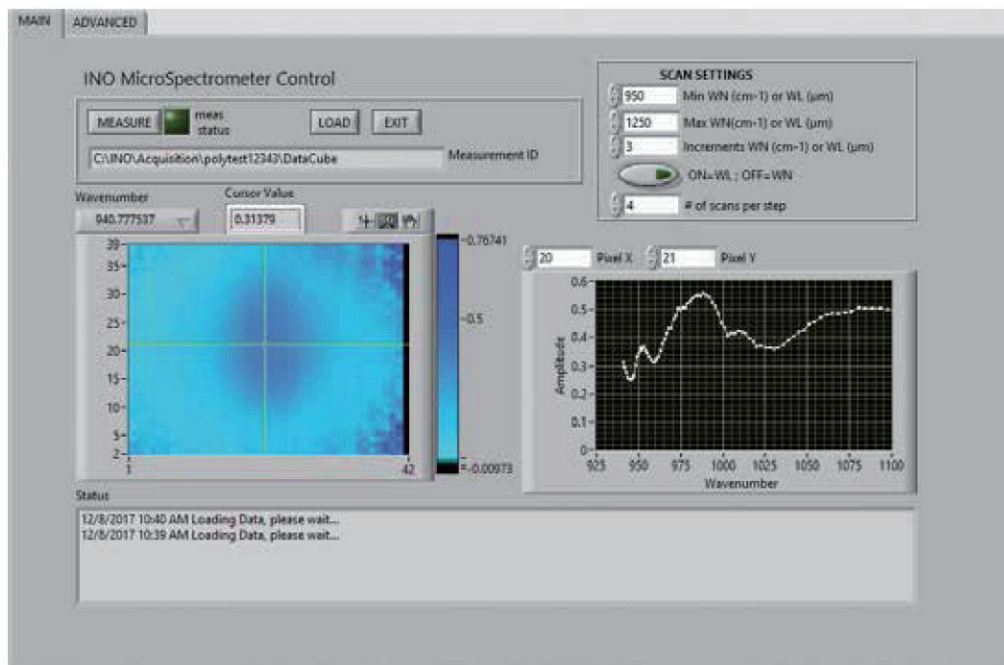 MAIN
ADVANCED
INO MicroSpectrometer Control
MEASURE
meas
status
LOAD
EXIT
C:\INO\Acquisition\polytest12343\DataCube
Measurement ID
SCAN SETTINGS
950 Min WN (cm-1) or WL (µm)
1250 Max WN(cm-1) or WL (µm)
3 Increments WN (cm-1) or WL (µm)
ON=WL ; OFF=WN
4 # of scans per step
Wavenumber
940.777537
Cursor Value
0.31379
39
35
30
25
20
15
10
5
2
1
42
0.76741
0.5
-0.00973
20 Pixel X
21 Pixel Y
0.6
0.5
0.4
0.3
0.2
0.1
0
Amplitude
925 950 975 1000 1025 1050 1075 1100
Wavenumber
Status
12/8/2017 10:40 AM Loading Data, please wait...
12/8/2017 10:39 AM Loading Data, please wait...